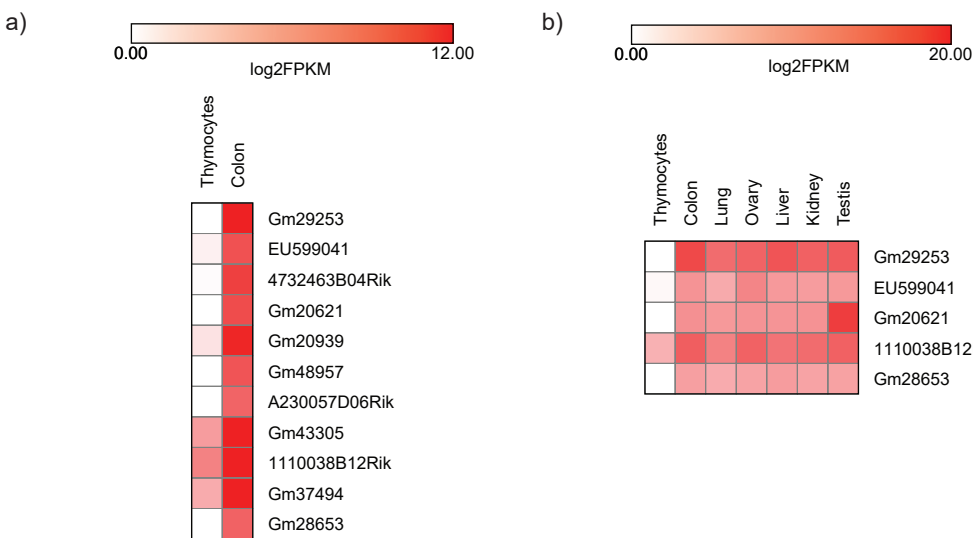 a)
0.00 12.00
log2FPKM
Thymocytes
Colon
Gm29253
EU599041
4732463B04Rik
Gm20621
Gm20939
Gm48957
A230057D06Rik
Gm43305
1110038B12Rik
Gm37494
Gm28653
b)
0.00 20.00
log2FPKM
Thymocytes
Colon
Lung
Ovary
Liver
Kidney
Testis
Gm29253
EU599041
Gm20621
1110038B12
Gm28653